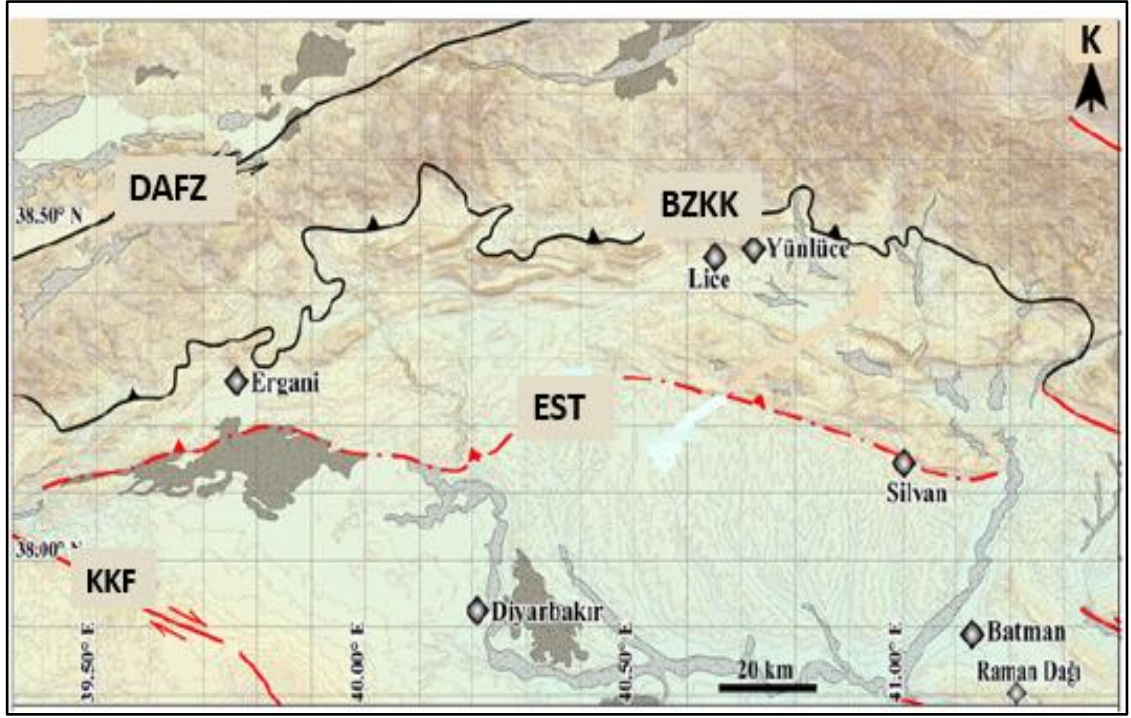 K
DAFZ
BZKK
38.50° N
Yünlüce
Lice
Ergani
EST
Silvan
38.00° N
KKF
Diyarbakır
Batman
39.50° E
40.00° E
40.50° E
41.00° E
20 km
Raman Dağı